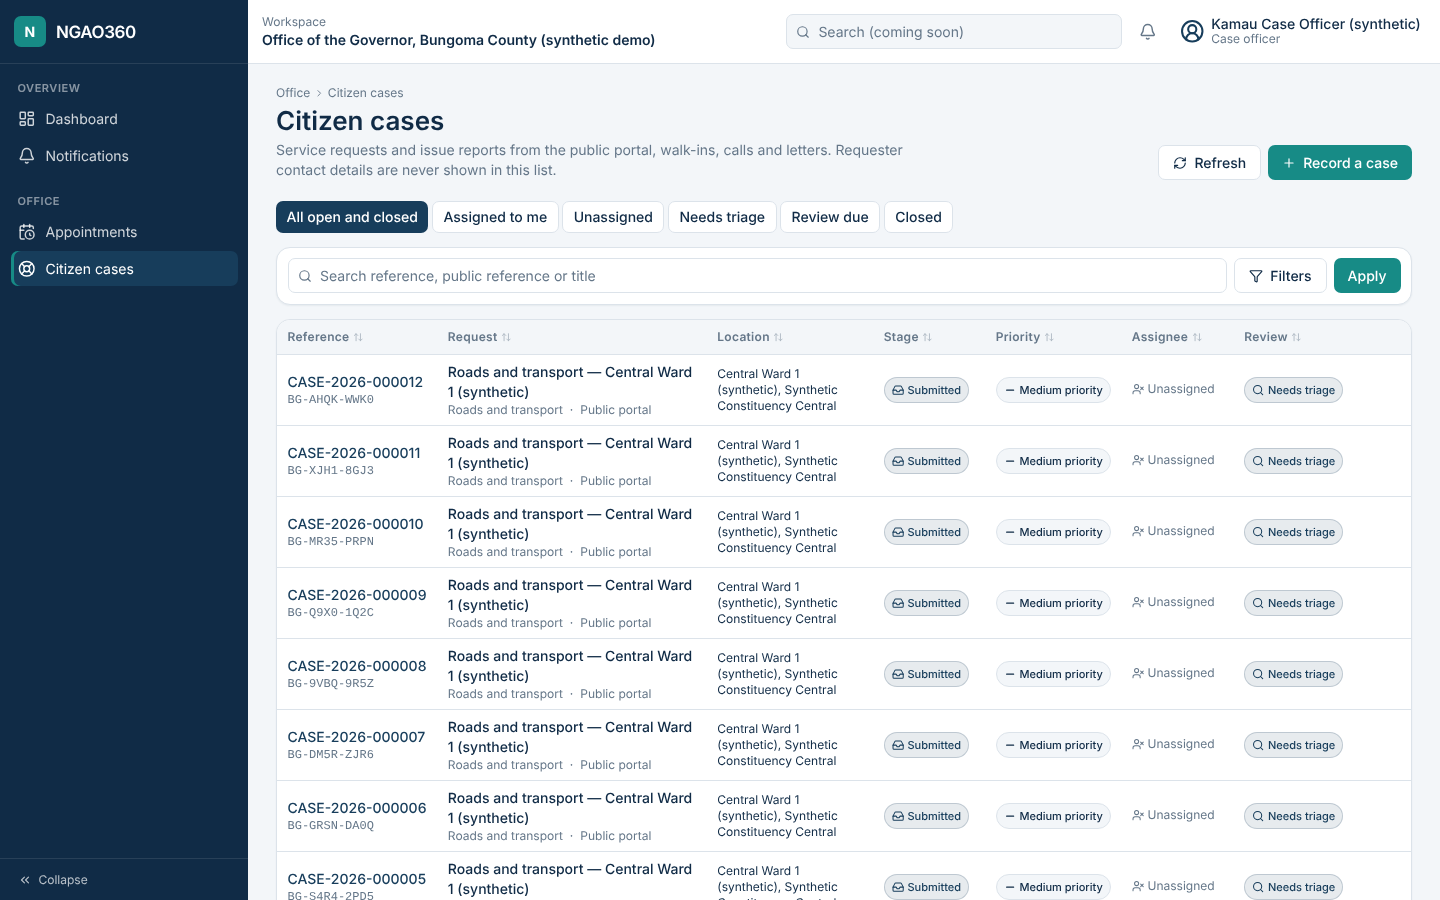 N NGAO360
Workspace
Office of the Governor, Bungoma County (synthetic demo)
Search (coming soon)
Kamau Case Officer (synthetic)
Case officer
OVERVIEW
Dashboard
Notifications
OFFICE
Appointments
Citizen cases
Collapse
Office › Citizen cases
Citizen cases
Service requests and issue reports from the public portal, walk-ins, calls and letters. Requester
contact details are never shown in this list.
Refresh
+ Record a case
All open and closed
Assigned to me
Unassigned
Needs triage
Review due
Closed
Search reference, public reference or title
Filters
Apply
Reference Request Location Stage Priority Assignee Review
CASE-2026-000012
BG-AHQK-WWK0
Roads and transport — Central Ward
1 (synthetic)
Roads and transport · Public portal
Central Ward 1
(synthetic), Synthetic
Constituency Central
Submitted
Medium priority
Unassigned
Needs triage
CASE-2026-000011
BG-XJH1-8GJ3
Roads and transport — Central Ward
1 (synthetic)
Roads and transport · Public portal
Central Ward 1
(synthetic), Synthetic
Constituency Central
Submitted
Medium priority
Unassigned
Needs triage
CASE-2026-000010
BG-MR35-PRPN
Roads and transport — Central Ward
1 (synthetic)
Roads and transport · Public portal
Central Ward 1
(synthetic), Synthetic
Constituency Central
Submitted
Medium priority
Unassigned
Needs triage
CASE-2026-000009
BG-Q9X0-1Q2C
Roads and transport — Central Ward
1 (synthetic)
Roads and transport · Public portal
Central Ward 1
(synthetic), Synthetic
Constituency Central
Submitted
Medium priority
Unassigned
Needs triage
CASE-2026-000008
BG-9VBQ-9R5Z
Roads and transport — Central Ward
1 (synthetic)
Roads and transport · Public portal
Central Ward 1
(synthetic), Synthetic
Constituency Central
Submitted
Medium priority
Unassigned
Needs triage
CASE-2026-000007
BG-DM5R-ZJR6
Roads and transport — Central Ward
1 (synthetic)
Roads and transport · Public portal
Central Ward 1
(synthetic), Synthetic
Constituency Central
Submitted
Medium priority
Unassigned
Needs triage
CASE-2026-000006
BG-GRSN-DA0Q
Roads and transport — Central Ward
1 (synthetic)
Roads and transport · Public portal
Central Ward 1
(synthetic), Synthetic
Constituency Central
Submitted
Medium priority
Unassigned
Needs triage
CASE-2026-000005
BG-S4R4-2PD5
Roads and transport — Central Ward
1 (synthetic)
Central Ward 1
(synthetic), Synthetic
Submitted
Medium priority
Unassigned
Needs triage